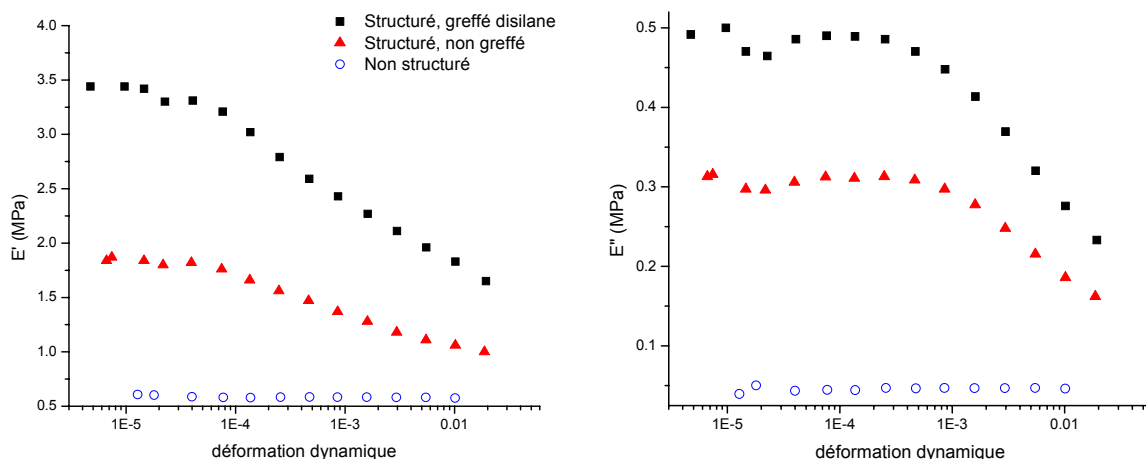 Structuré, greffé disilane
Structuré, non greffé
Non structuré
4.0
3.5
3.0
2.5
2.0
1.5
1.0
0.5
E' (MPa)
1E-5
1E-4
1E-3
0.01
déformation dynamique
0.5
0.4
0.3
0.2
0.1
E'' (MPa)
1E-5
1E-4
1E-3
0.01
déformation dynamique